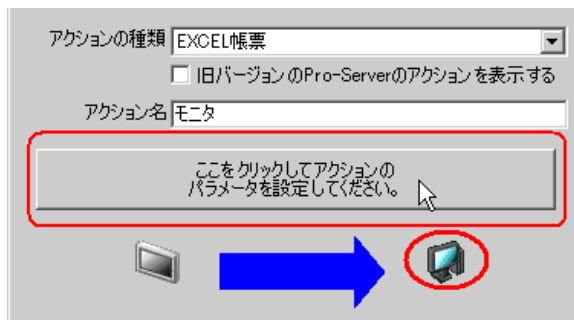 アクションの種類 EXCEL帳票
旧バージョンのPro-Serverのアクションを表示する
アクション名 モニタ
ここをクリックしてアクションの
パラメータを設定してください。